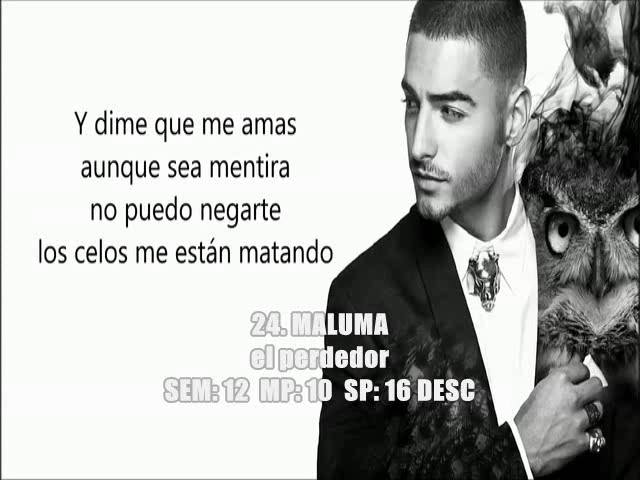 Y dime que me amas
aunque sea mentira
no puedo negarte
los celos me están matando
24. MALUMA
el perdedor
SEM: 12 MP: 10 SP: 16 DESC